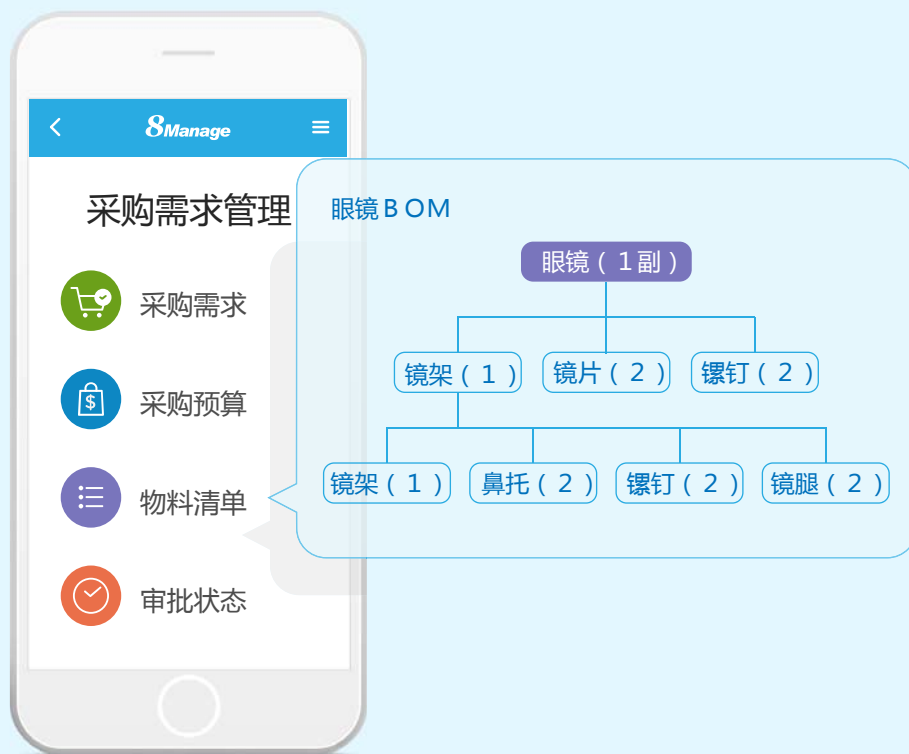 8Manage
采购需求管理
采购需求
采购预算
物料清单
审批状态
眼镜BOM
眼镜（1副）
镜架（1） 镜片（2） 镙钉（2）
镜架（1） 鼻托（2） 镙钉（2） 镜腿（2）